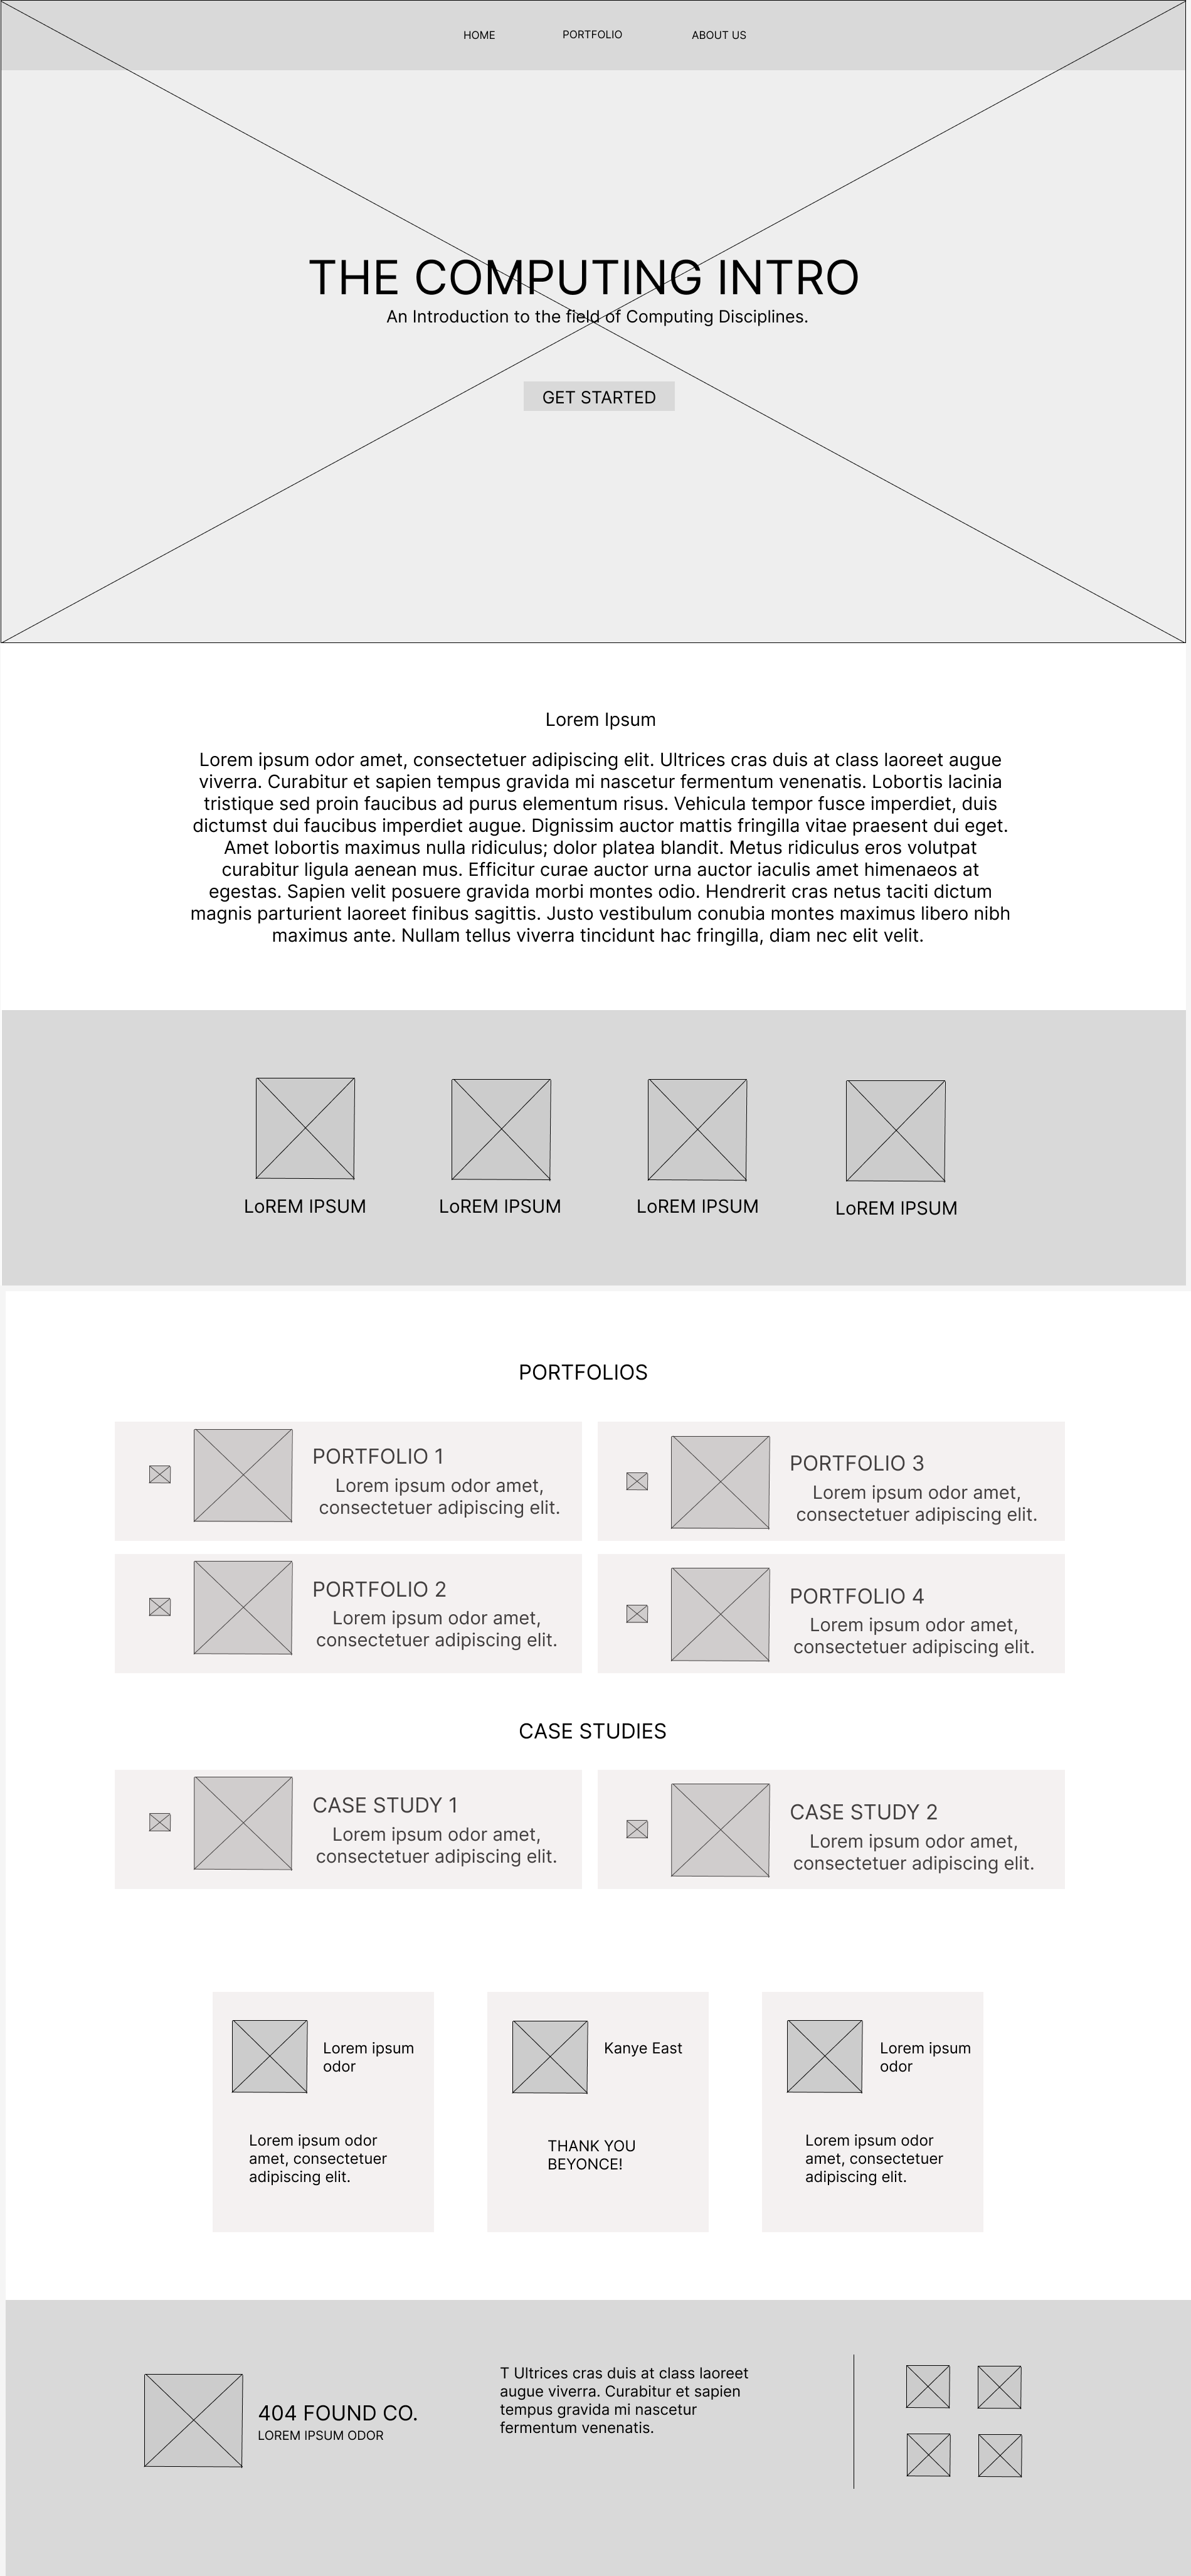 HOME PORTFOLIO ABOUT US
THE COMPUTING INTRO
An Introduction to the field of Computing Disciplines.
GET STARTED
Lorem Ipsum
Lorem ipsum odor amet, consectetuer adipiscing elit. Ultrices cras duis at class laoreet augue
viverra. Curabitur et sapien tempus gravida mi nascetur fermentum venenatis. Lobortis lacinia
tristique sed proin faucibus ad purus elementum risus. Vehicula tempor fusce imperdiet, duis
dictumst dui faucibus imperdiet augue. Dignissim auctor mattis fringilla vitae praesent dui eget.
Amet lobortis maximus nulla ridiculus; dolor platea blandit. Metus ridiculus eros volutpat
curabitur ligula aenean mus. Efficitur curae auctor urna auctor iaculis amet himenaeos at
egestas. Sapien velit posuere gravida morbi montes odio. Hendrerit cras netus taciti dictum
magnis parturient laoreet finibus sagittis. Justo vestibulum conubia montes maximus libero nibh
maximus ante. Nullam tellus viverra tincidunt hac fringilla, diam nec elit velit.
LoREM IPSUM LoREM IPSUM LoREM IPSUM LoREM IPSUM
PORTFOLIOS
PORTFOLIO 1
Lorem ipsum odor amet,
consectetuer adipiscing elit.
PORTFOLIO 3
Lorem ipsum odor amet,
consectetuer adipiscing elit.
PORTFOLIO 2
Lorem ipsum odor amet,
consectetuer adipiscing elit.
PORTFOLIO 4
Lorem ipsum odor amet,
consectetuer adipiscing elit.
CASE STUDIES
CASE STUDY 1
Lorem ipsum odor amet,
consectetuer adipiscing elit.
CASE STUDY 2
Lorem ipsum odor amet,
consectetuer adipiscing elit.
Lorem ipsum
odor
Lorem ipsum odor
amet, consectetuer
adipiscing elit.
Kanye East
THANK YOU
BEYONCE!
Lorem ipsum
odor
Lorem ipsum odor
amet, consectetuer
adipiscing elit.
404 FOUND CO.
LOREM IPSUM ODOR
T Ultrices cras duis at class laoreet
augue viverra. Curabitur et sapien
tempus gravida mi nascetur
fermentum venenatis.